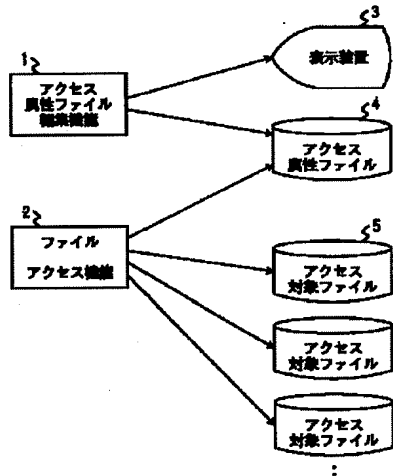 1
アクセス
属性ファイル
編集機能
2
ファイル
アクセス機能
3
表示装置
4
アクセス
属性ファイル
5
アクセス
対象ファイル
アクセス
対象ファイル
アクセス
対象ファイル